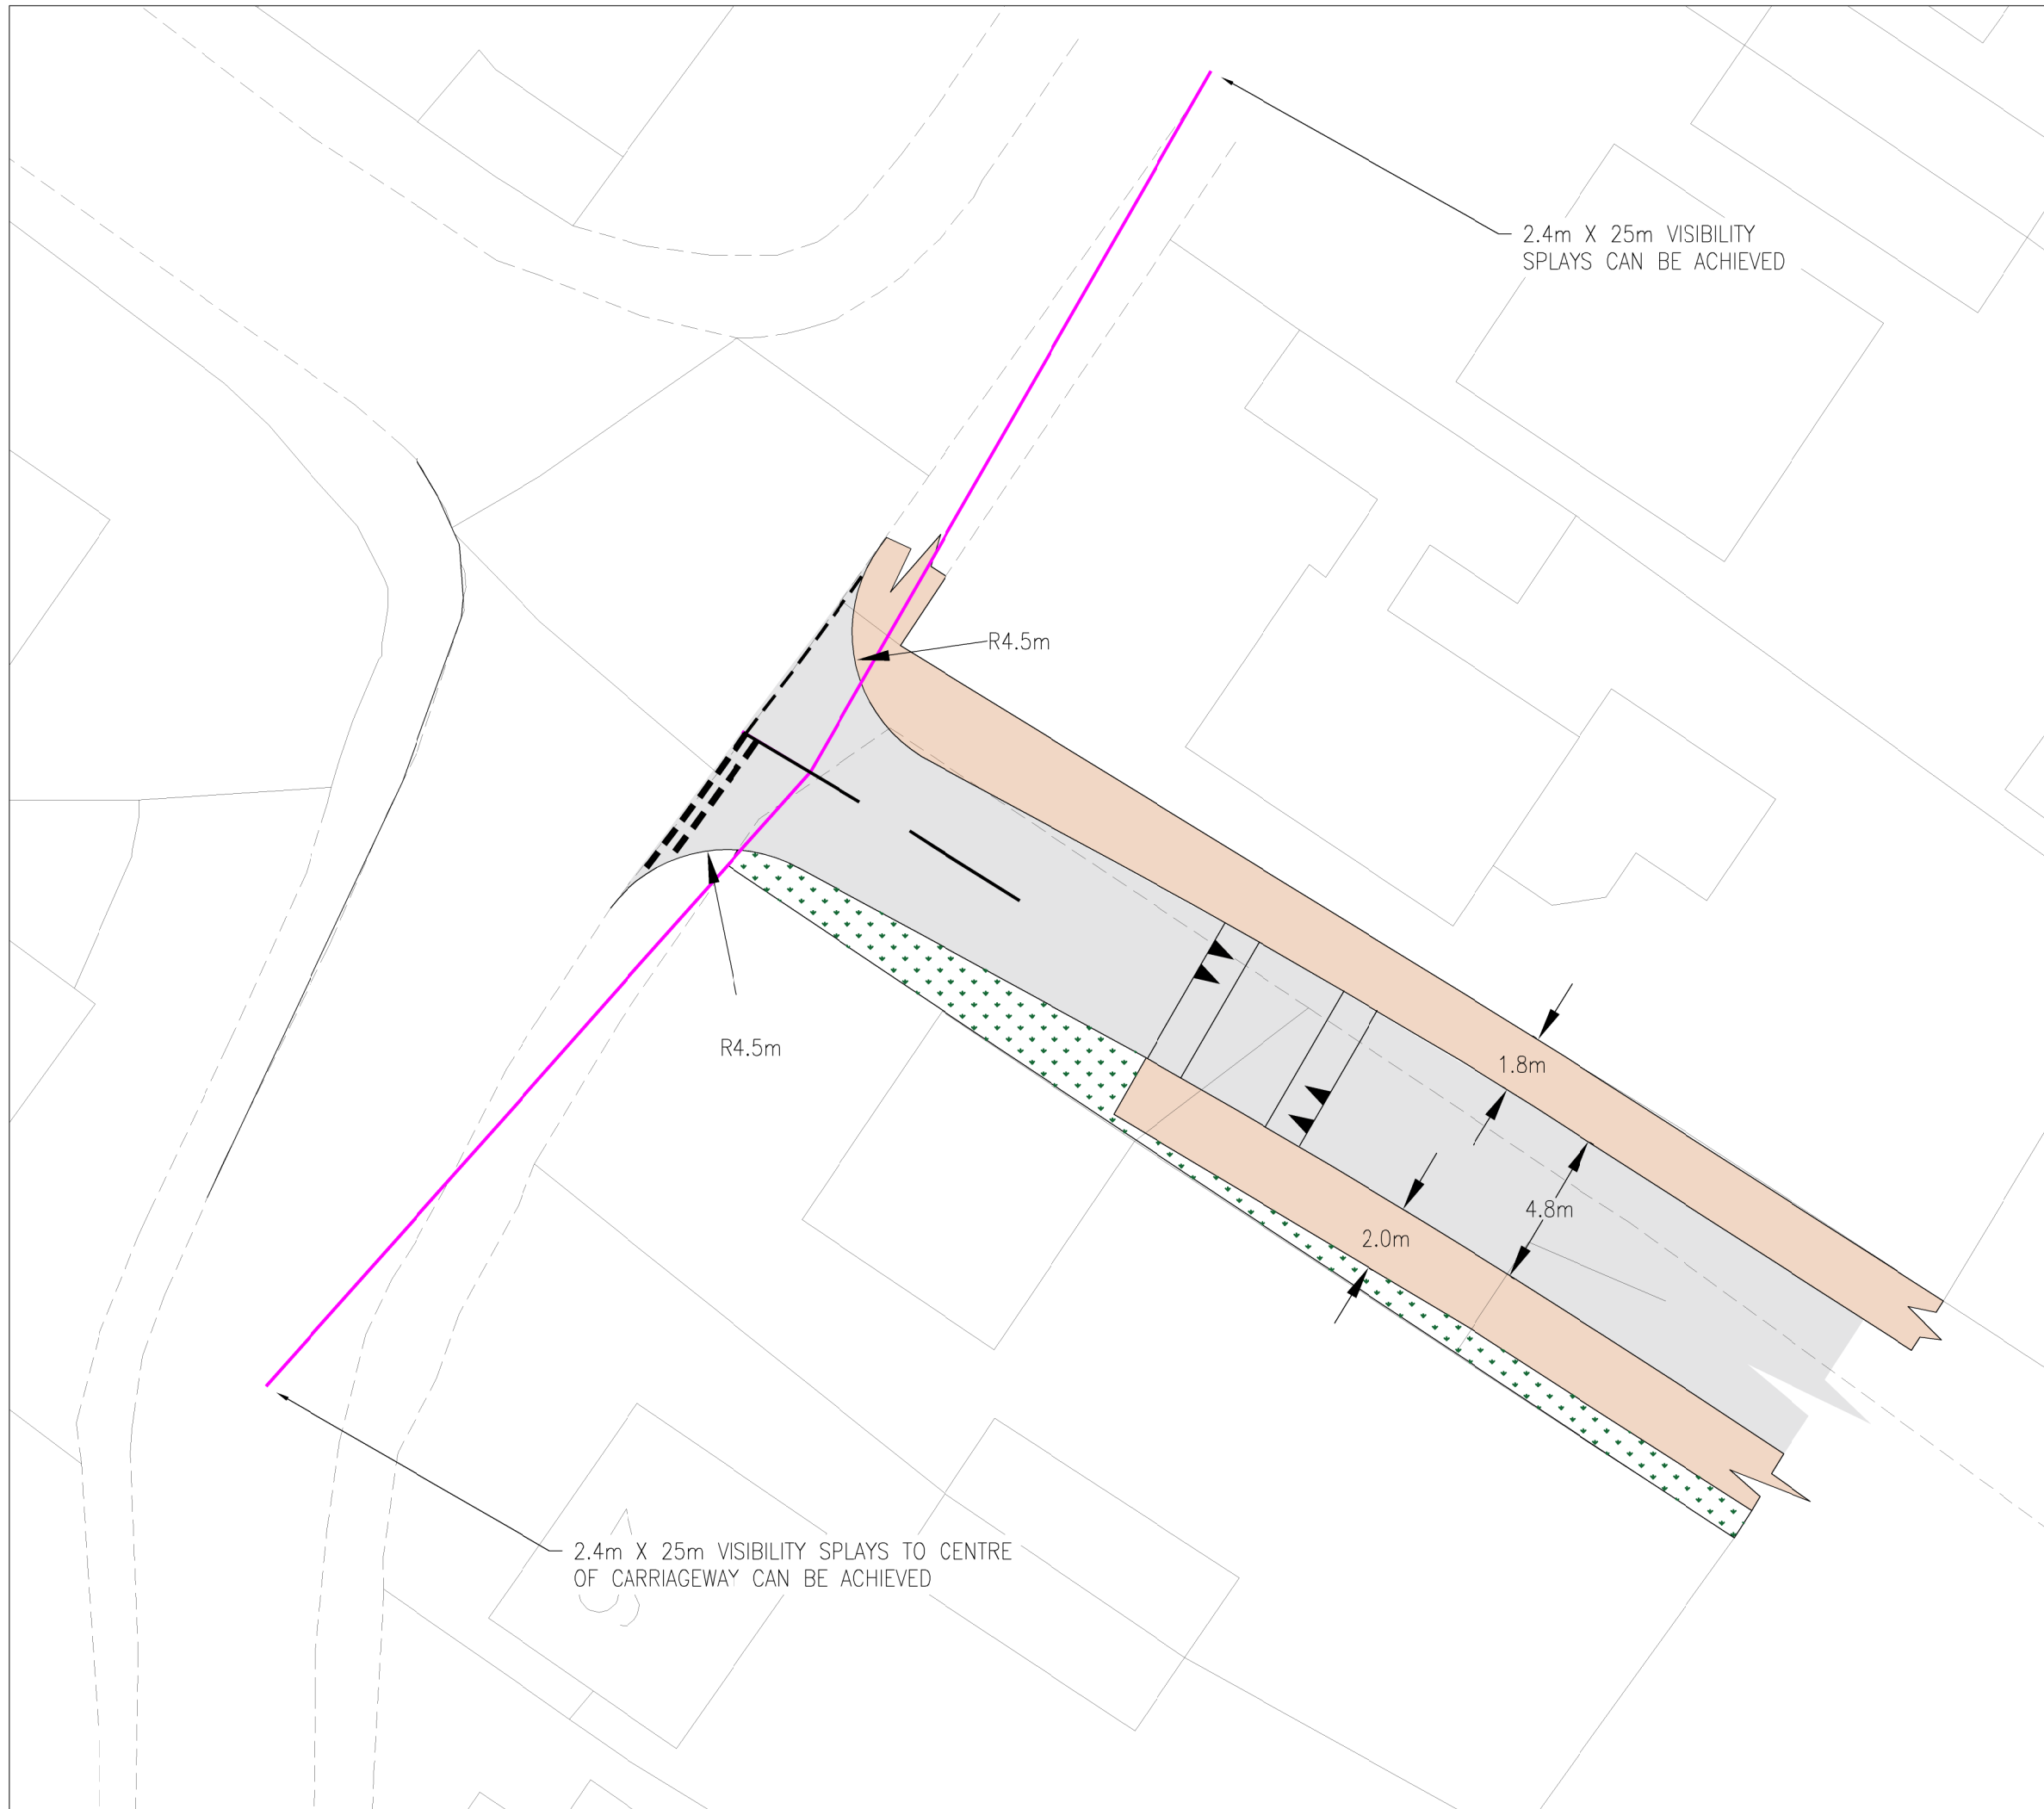 2.4m X 25m VISIBILITY
SPLAYS CAN BE ACHIEVED
R4.5m
R4.5m
1.8m
4.8m
2.0m
2.4m X 25m VISIBILITY SPLAYS TO CENTRE
OF CARRIAGEWAY CAN BE ACHIEVED